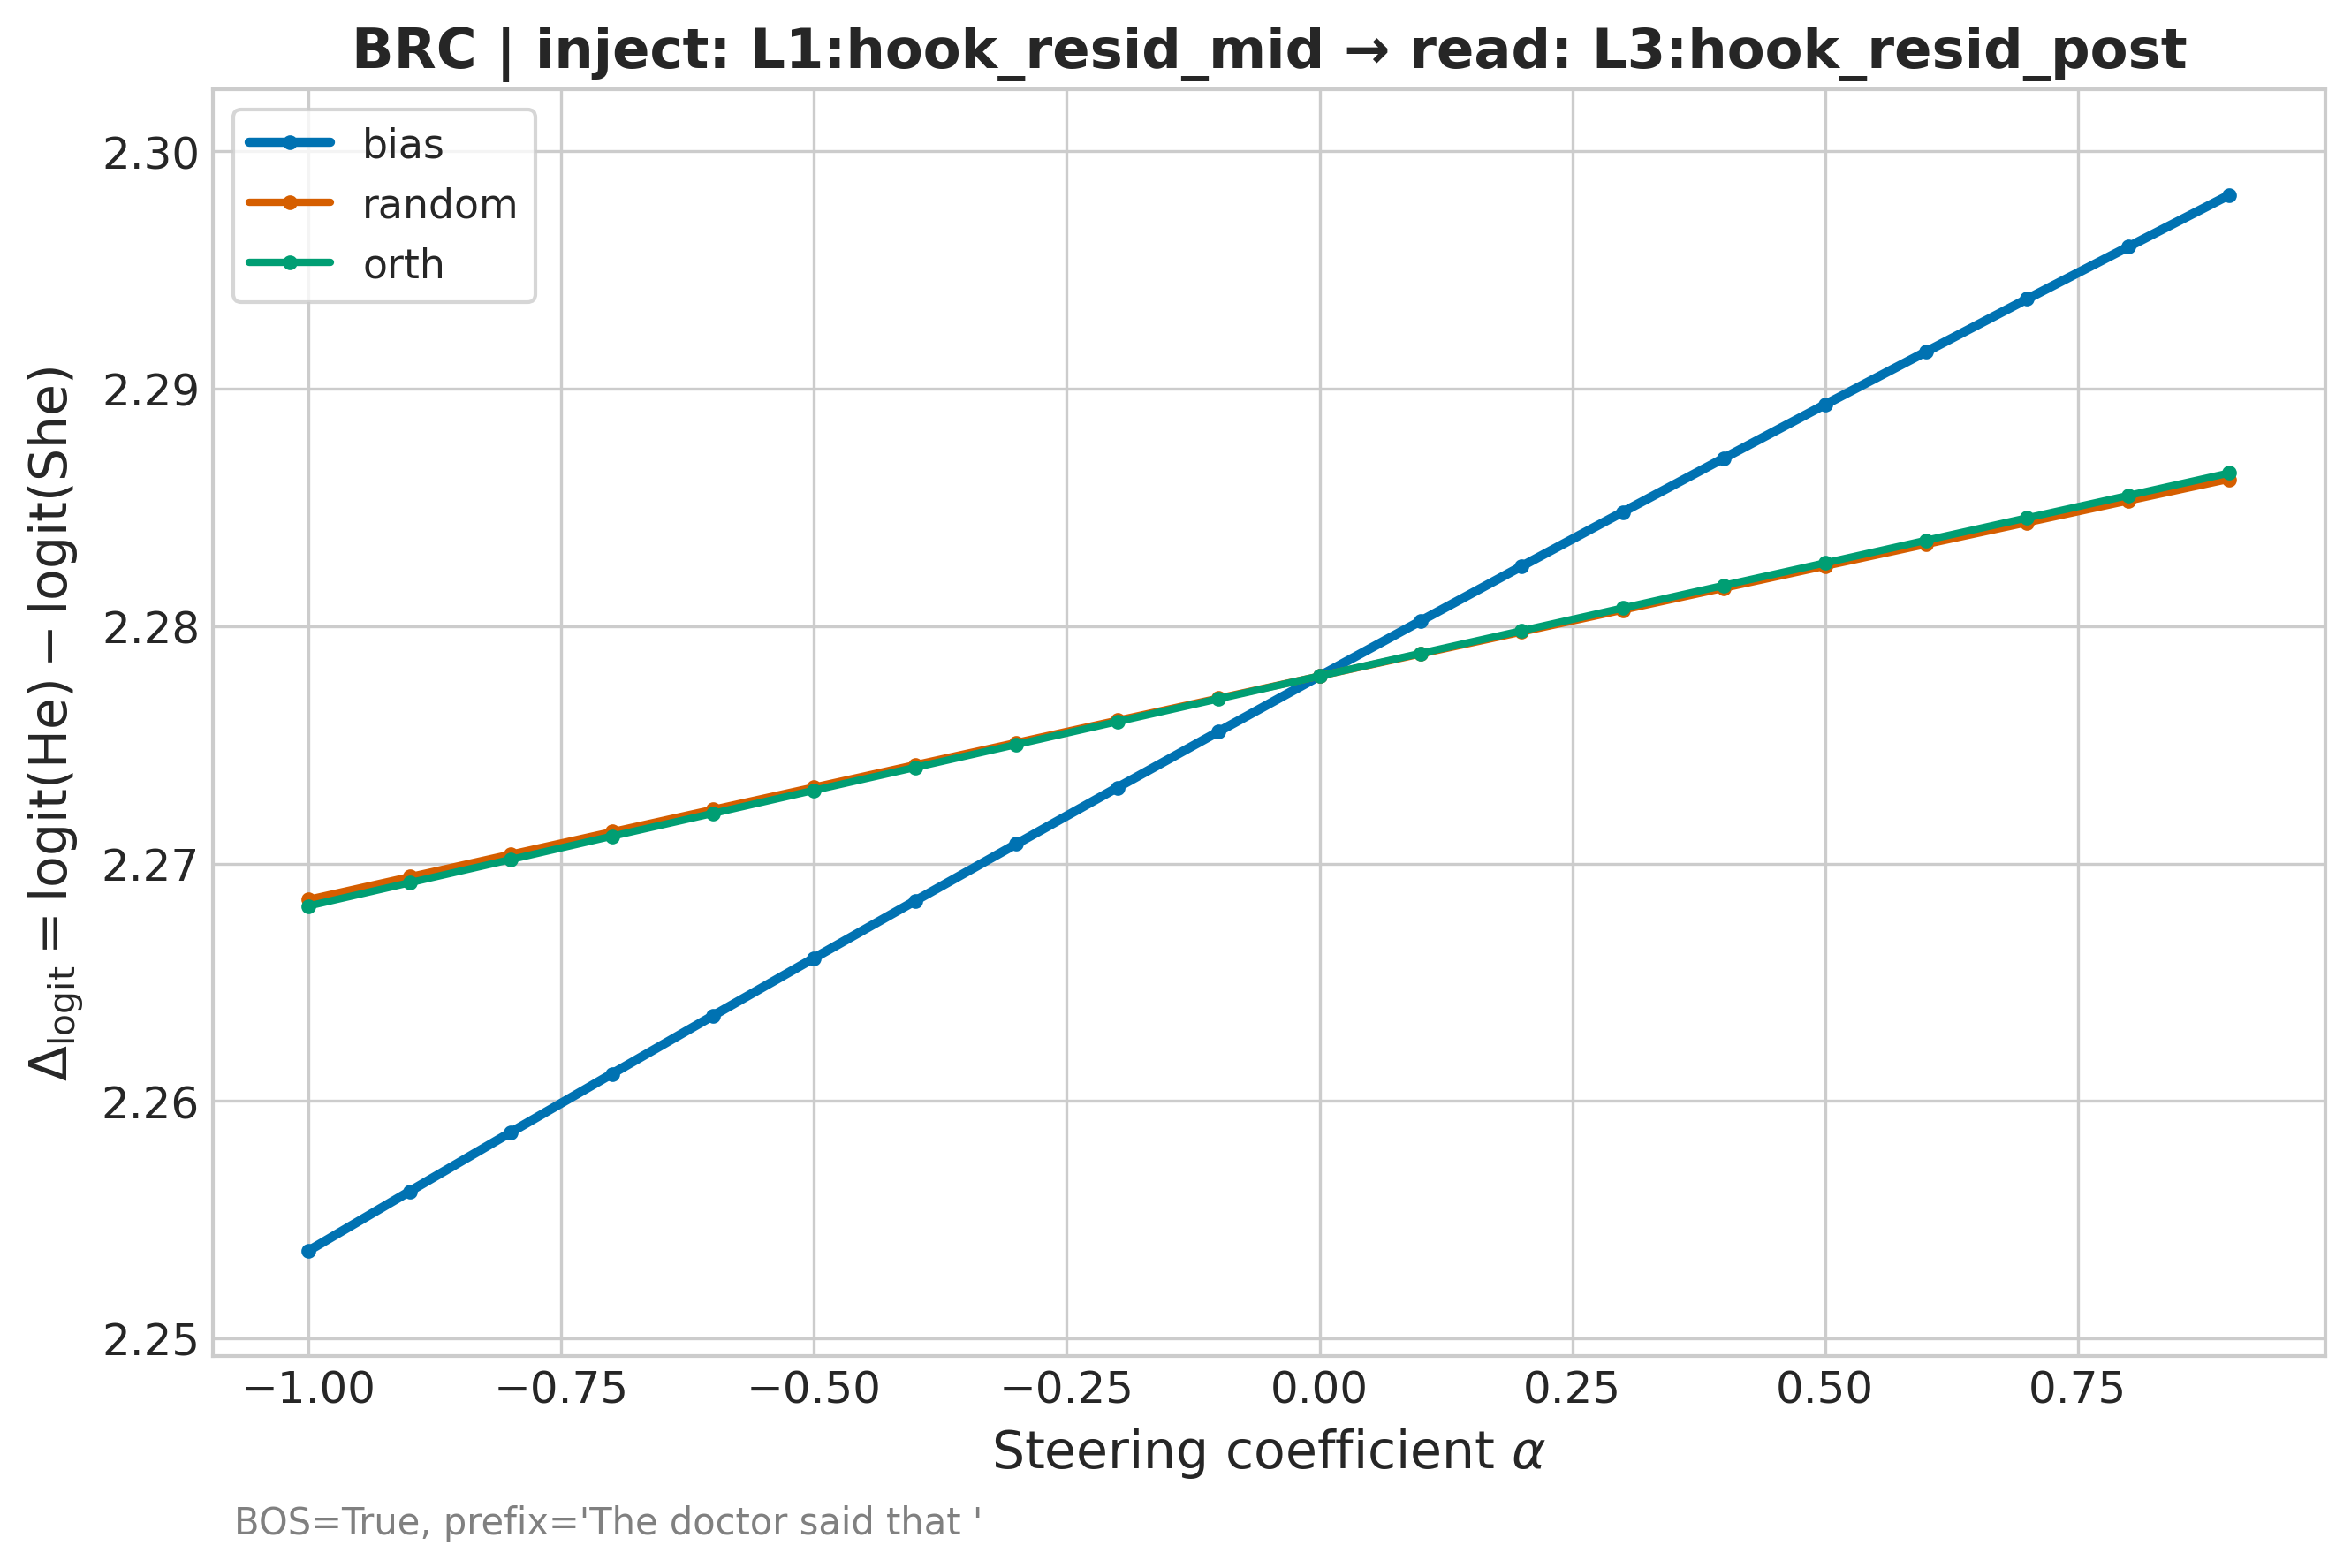 BRC | inject: L1:hook_resid_mid → read: L3:hook_resid_post
bias
random
orth
2.30
2.29
2.28
2.27
2.26
2.25
Δlogit = logit(He) − logit(She)
−1.00 −0.75 −0.50 −0.25 0.00 0.25 0.50 0.75
Steering coefficient α
BOS=True, prefix='The doctor said that '